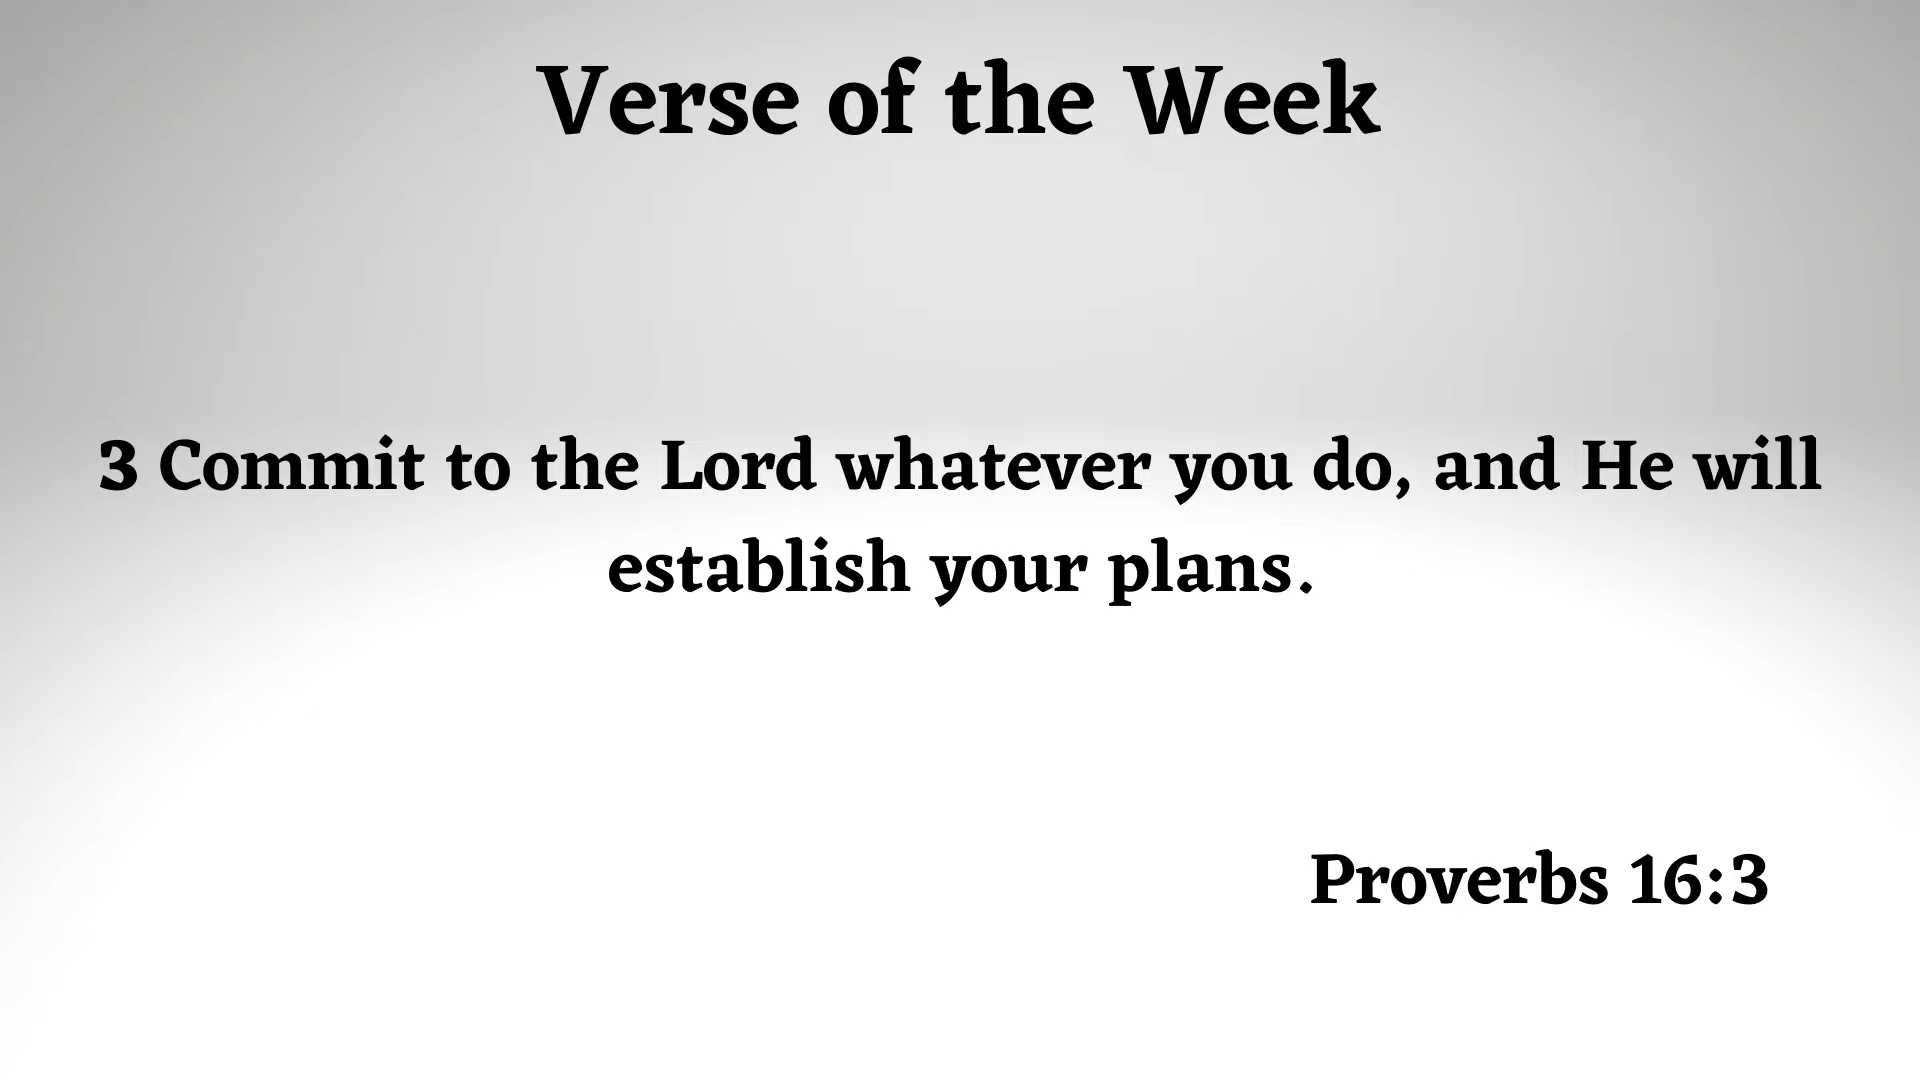 Verse of the Week
3 Commit to the Lord whatever you do, and He will
establish your plans.
Proverbs 16:3